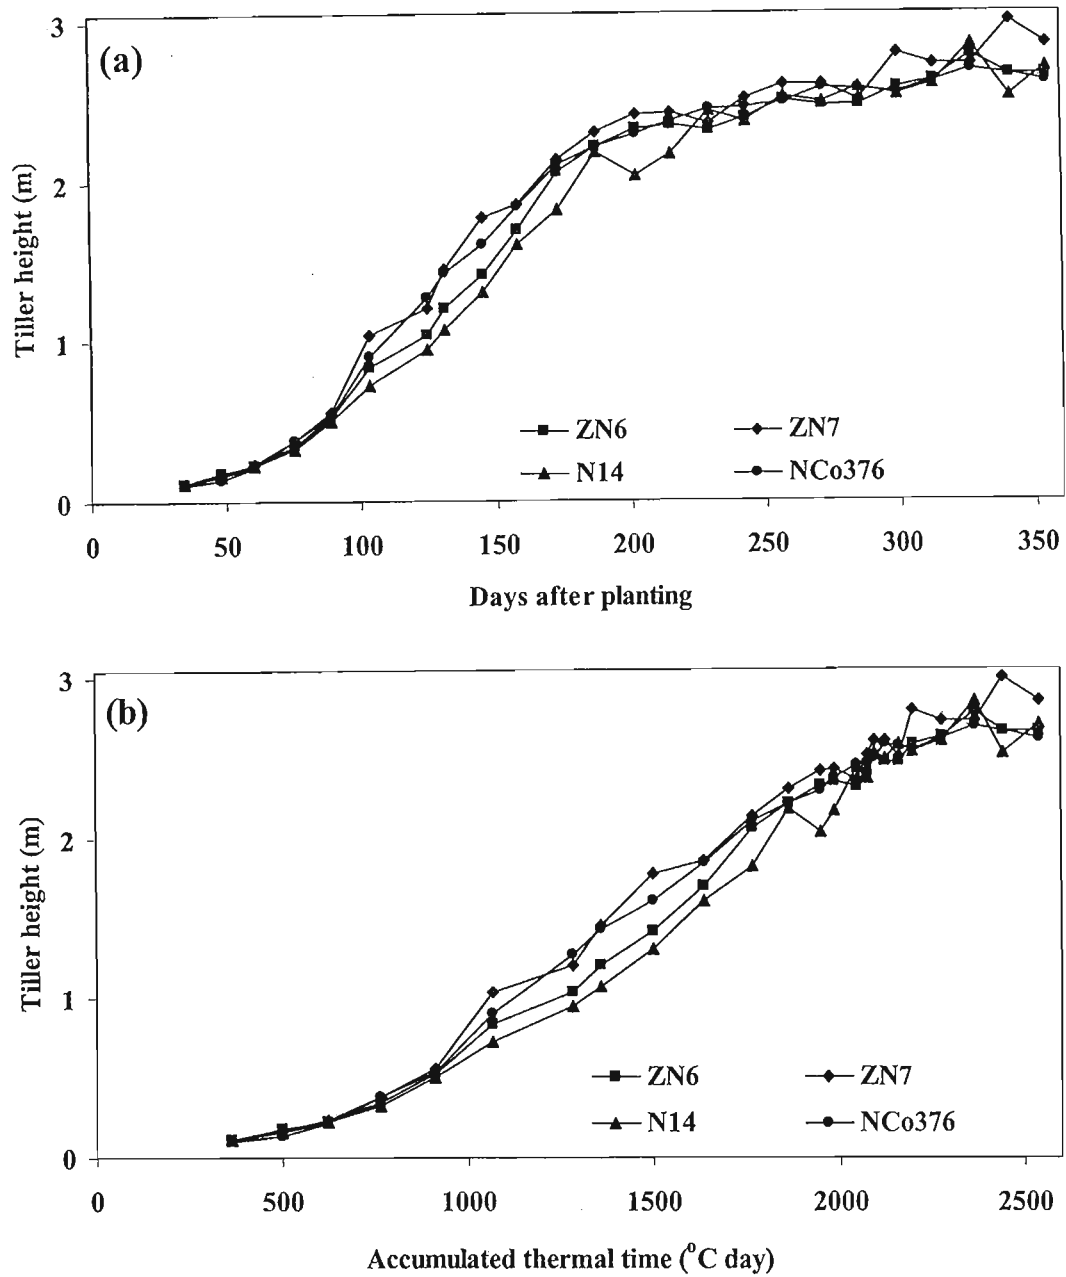 (a)
3
2
1
0
Tiller height (m)
ZN6 ZN7
N14 NCo376
0 50 100 150 200 250 300 350
Days after planting
(b)
3
2
1
0
Tiller height (m)
ZN6 ZN7
N14 NCo376
0 500 1000 1500 2000 2500
Accumulated thermal time (°C day)